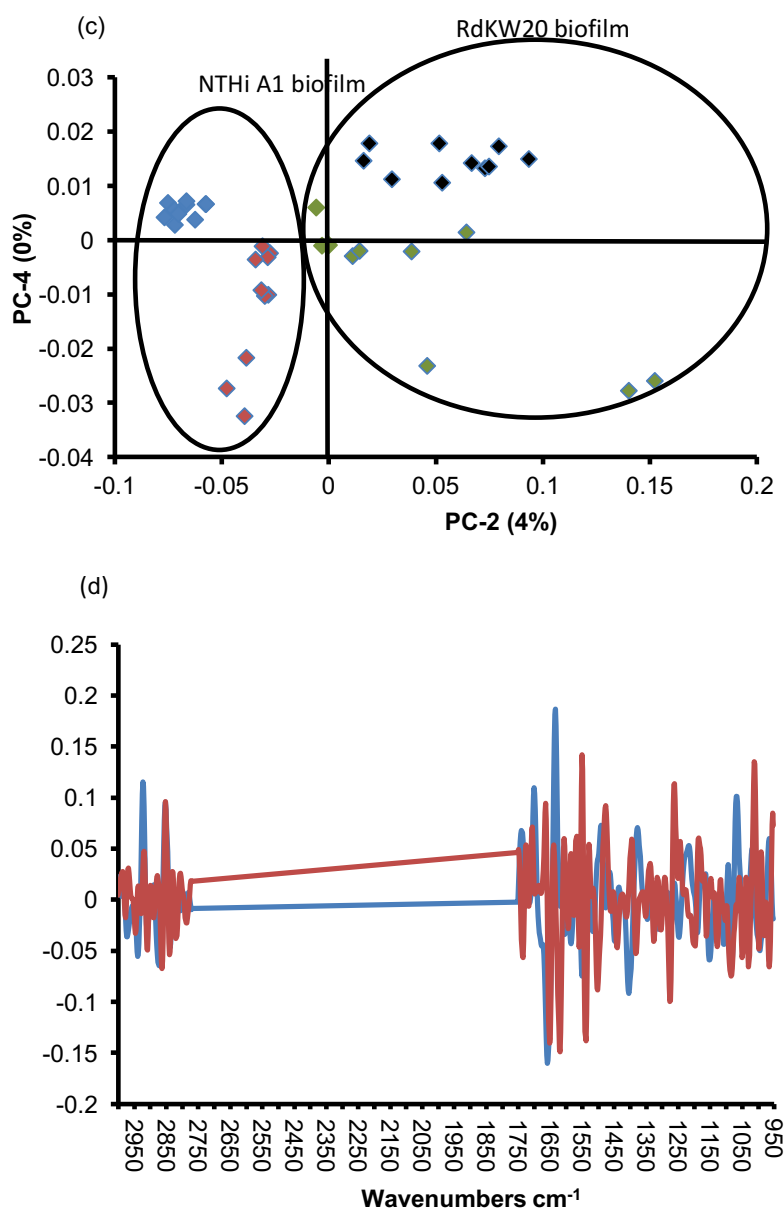 (c)
RdKW20 biofilm
NTHi A1 biofilm
0.03
0.02
0.01
0
-0.01
-0.02
-0.03
-0.04
PC-4 (0%)
-0.1 -0.05 0 0.05 0.1 0.15 0.2
PC-2 (4%)
(d)
0.25
0.2
0.15
0.1
0.05
0
-0.05
-0.1
-0.15
-0.2
2950 2850 2750 2650 2550 2450 2350 2250 2150 2050 1950 1850 1750 1650 1550 1450 1350 1250 1150 1050 950
Wavenumbers cm⁻¹